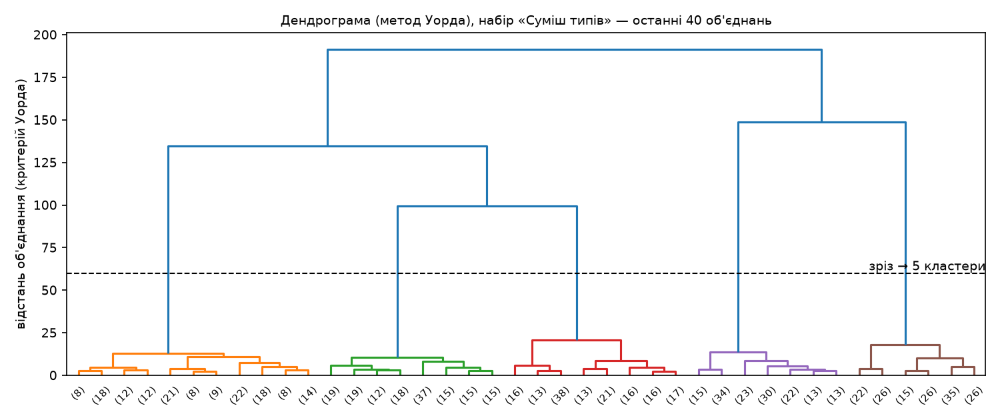 Дендрограма (метод Уорда), набір «Суміш типів» — останні 40 об'єднань
відстань об'єднання (критерій Уорда)
200
175
150
125
100
75
50
25
0
зріз → 5 кластери
(8) (18) (12) (12) (21) (8) (9) (22) (18) (8) (14) (19) (19) (12) (18) (37) (15) (15) (15) (16) (13) (38) (13) (21) (16) (16) (17) (15) (34) (23) (30) (22) (13) (13) (22) (26) (15) (26) (35) (26)